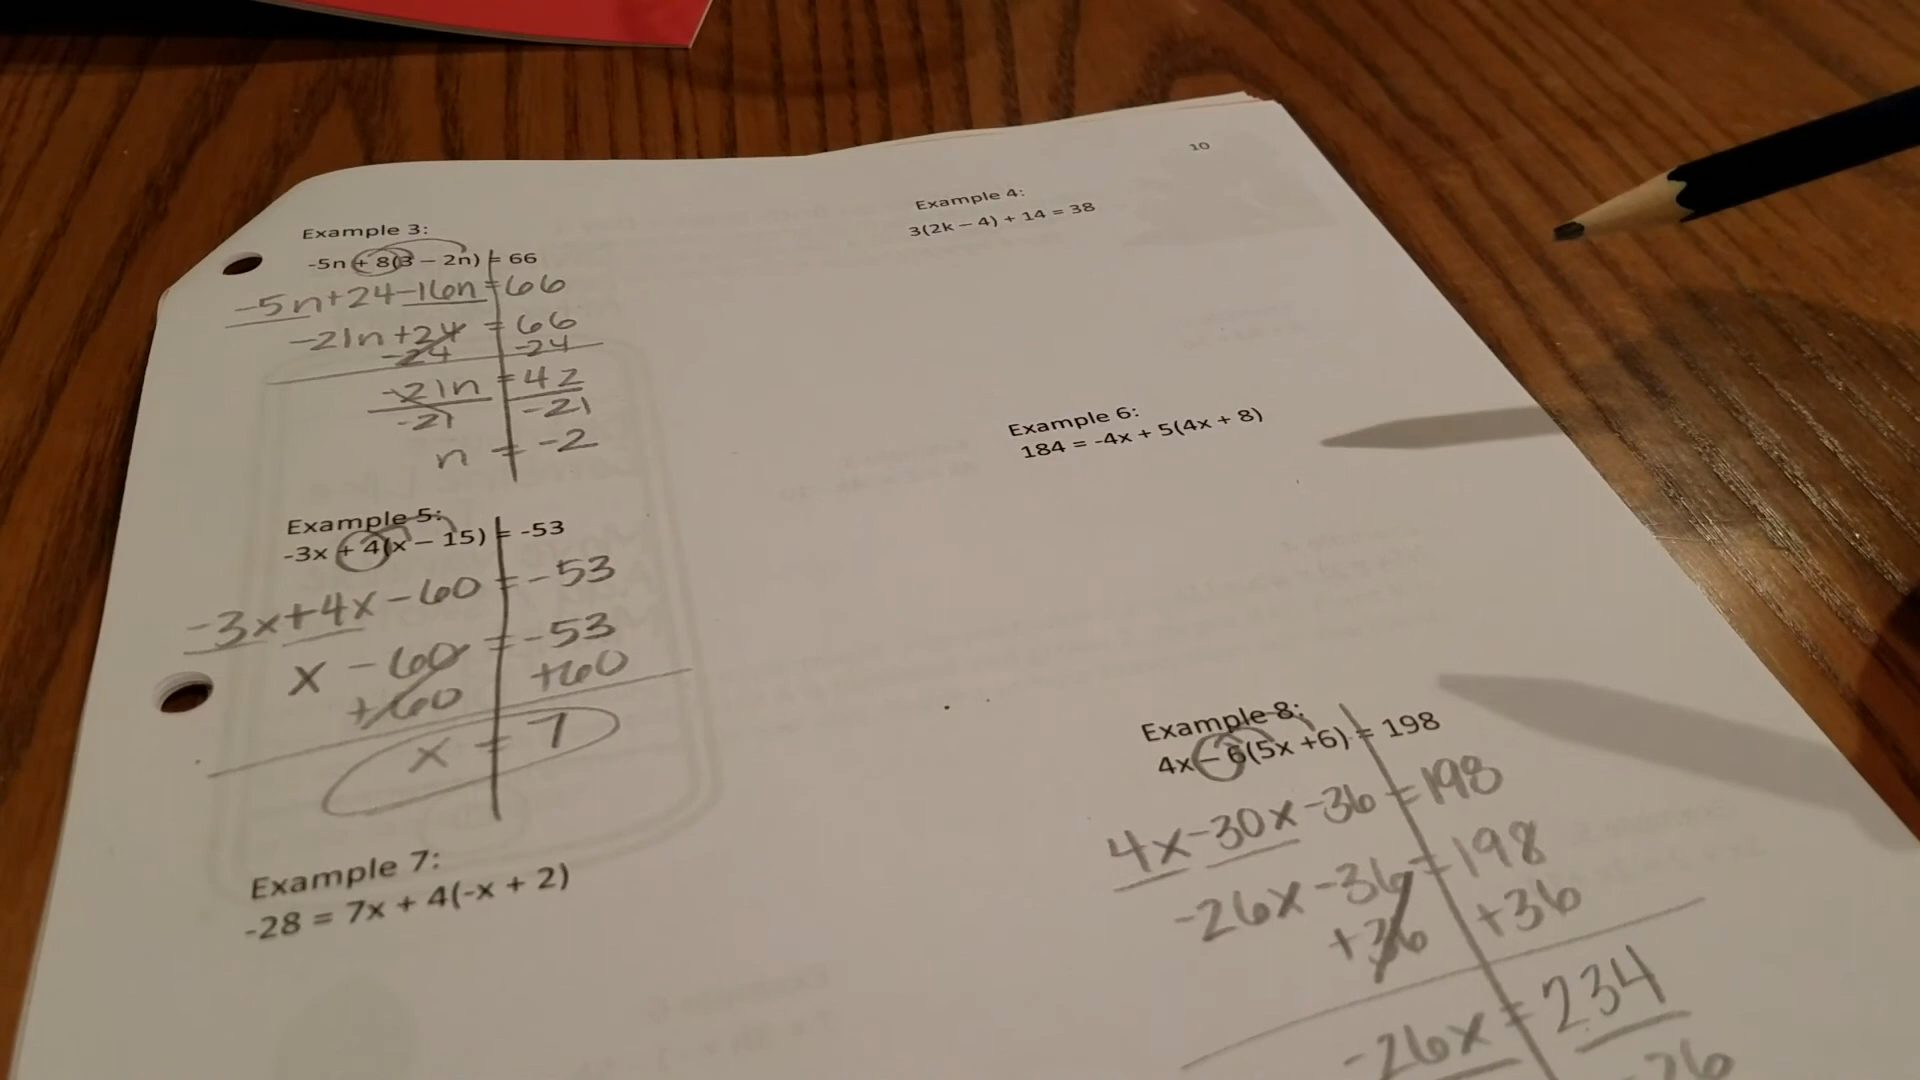 10
Example 3:
-5n + 8(3 – 2n) = 66
-5n+24-16n=66
-21n+24 = 66
-24 -24
-21n = 42
-21 -21
n = -2
Example 4:
3(2k – 4) + 14 = 38
Example 5:
-3x + 4(x – 15) = -53
-3x+4x-60=-53
x-60=-53
+60 +60
x = 7
Example 6:
184 = -4x + 5(4x + 8)
Example 7:
-28 = 7x + 4(-x + 2)
Example 8:
4x – 6(5x +6) = 198
4x-30x-36=198
-26x-36=198
+36 +36
-26x=234
-26